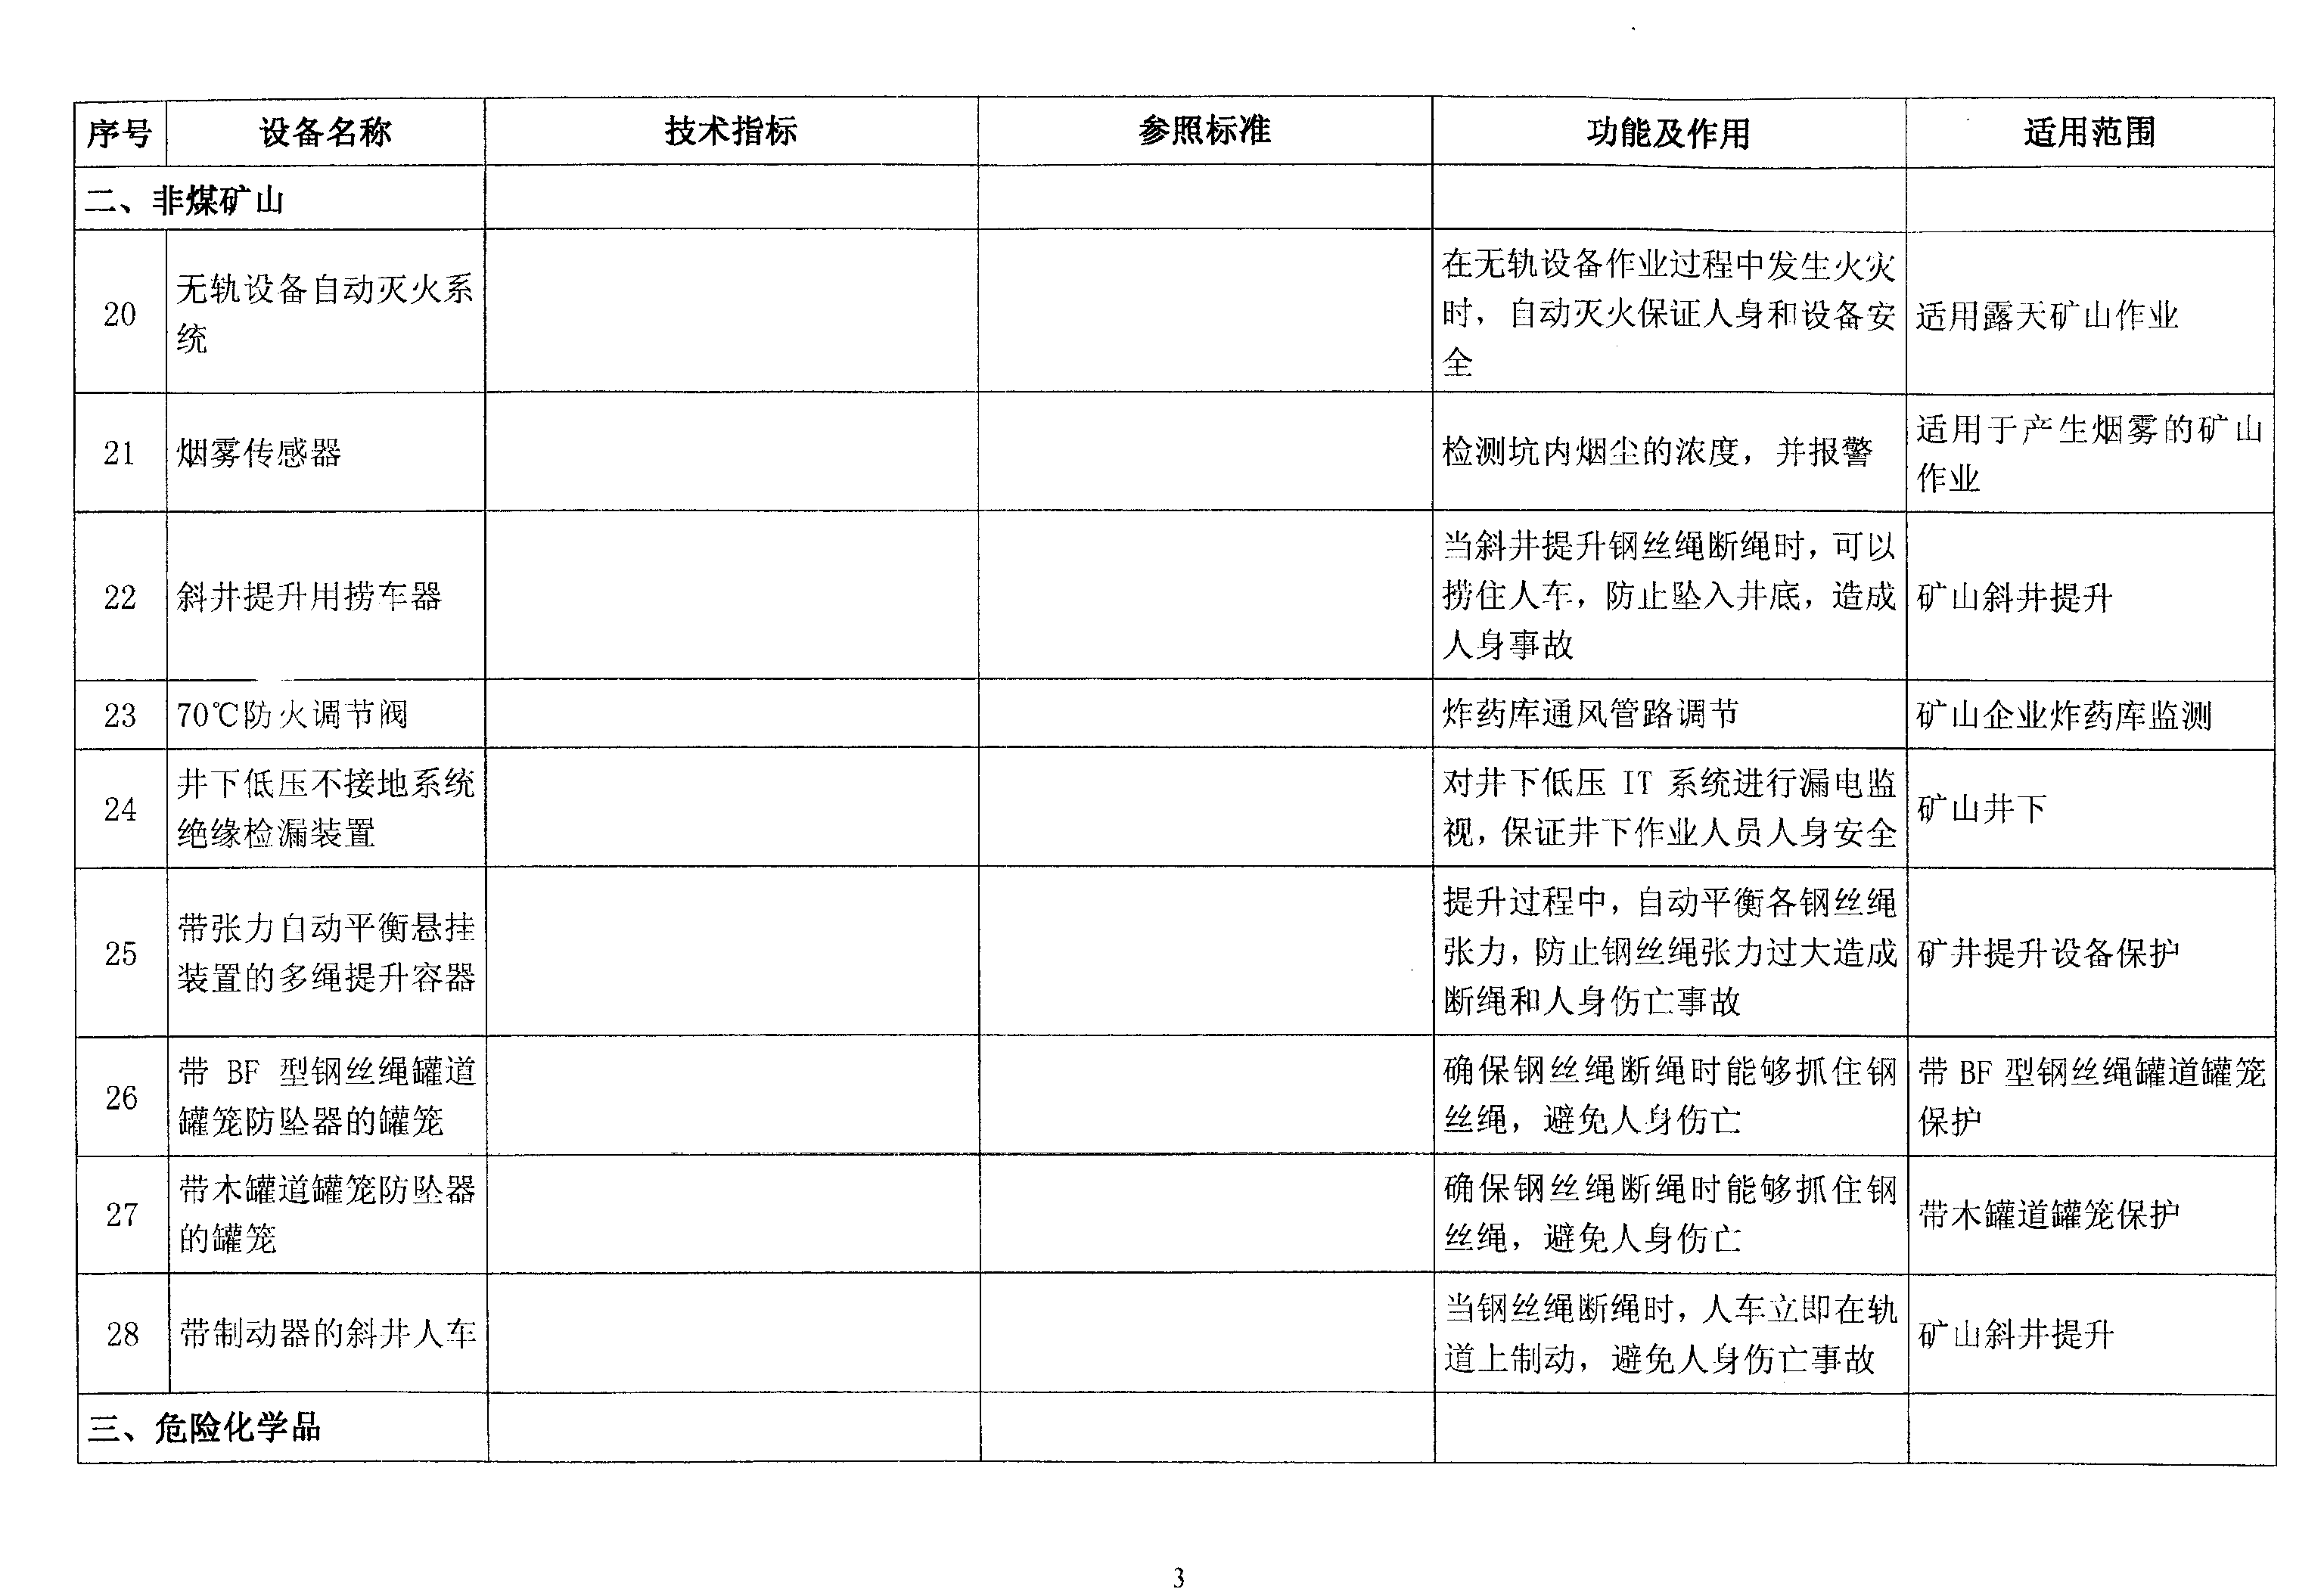 序号 设备名称 技术指标 参照标准 功能及作用 适用范围
二、非煤矿山
20
无轨设备自动灭火系
统
在无轨设备作业过程中发生火灾
时，自动灭火保证人身和设备安
全
适用露天矿山作业
21
烟雾传感器
检测坑内烟尘的浓度，并报警
适用于产生烟雾的矿山
作业
22
斜井提升用捞车器
当斜井提升钢丝绳断绳时，可以
捞住人车，防止坠入井底，造成
人身事故
矿山斜井提升
23
70℃防火调节阀
炸药库通风管路调节
矿山企业炸药库监测
24
井下低压不接地系统
绝缘检漏装置
对井下低压 IT 系统进行漏电监
视，保证井下作业人员人身安全
矿山井下
25
带张力自动平衡悬挂
装置的多绳提升容器
提升过程中，自动平衡各钢丝绳
张力，防止钢丝绳张力过大造成
断绳和人身伤亡事故
矿井提升设备保护
26
带 BF 型钢丝绳罐道
罐笼防坠器的罐笼
确保钢丝绳断绳时能够抓住钢
丝绳，避免人身伤亡
带 BF 型钢丝绳罐道罐笼
保护
27
带木罐道罐笼防坠器
的罐笼
确保钢丝绳断绳时能够抓住钢
丝绳，避免人身伤亡
带木罐道罐笼保护
28
带制动器的斜井人车
当钢丝绳断绳时，人车立即在轨
道上制动，避免人身伤亡事故
矿山斜井提升
三、危险化学品
3